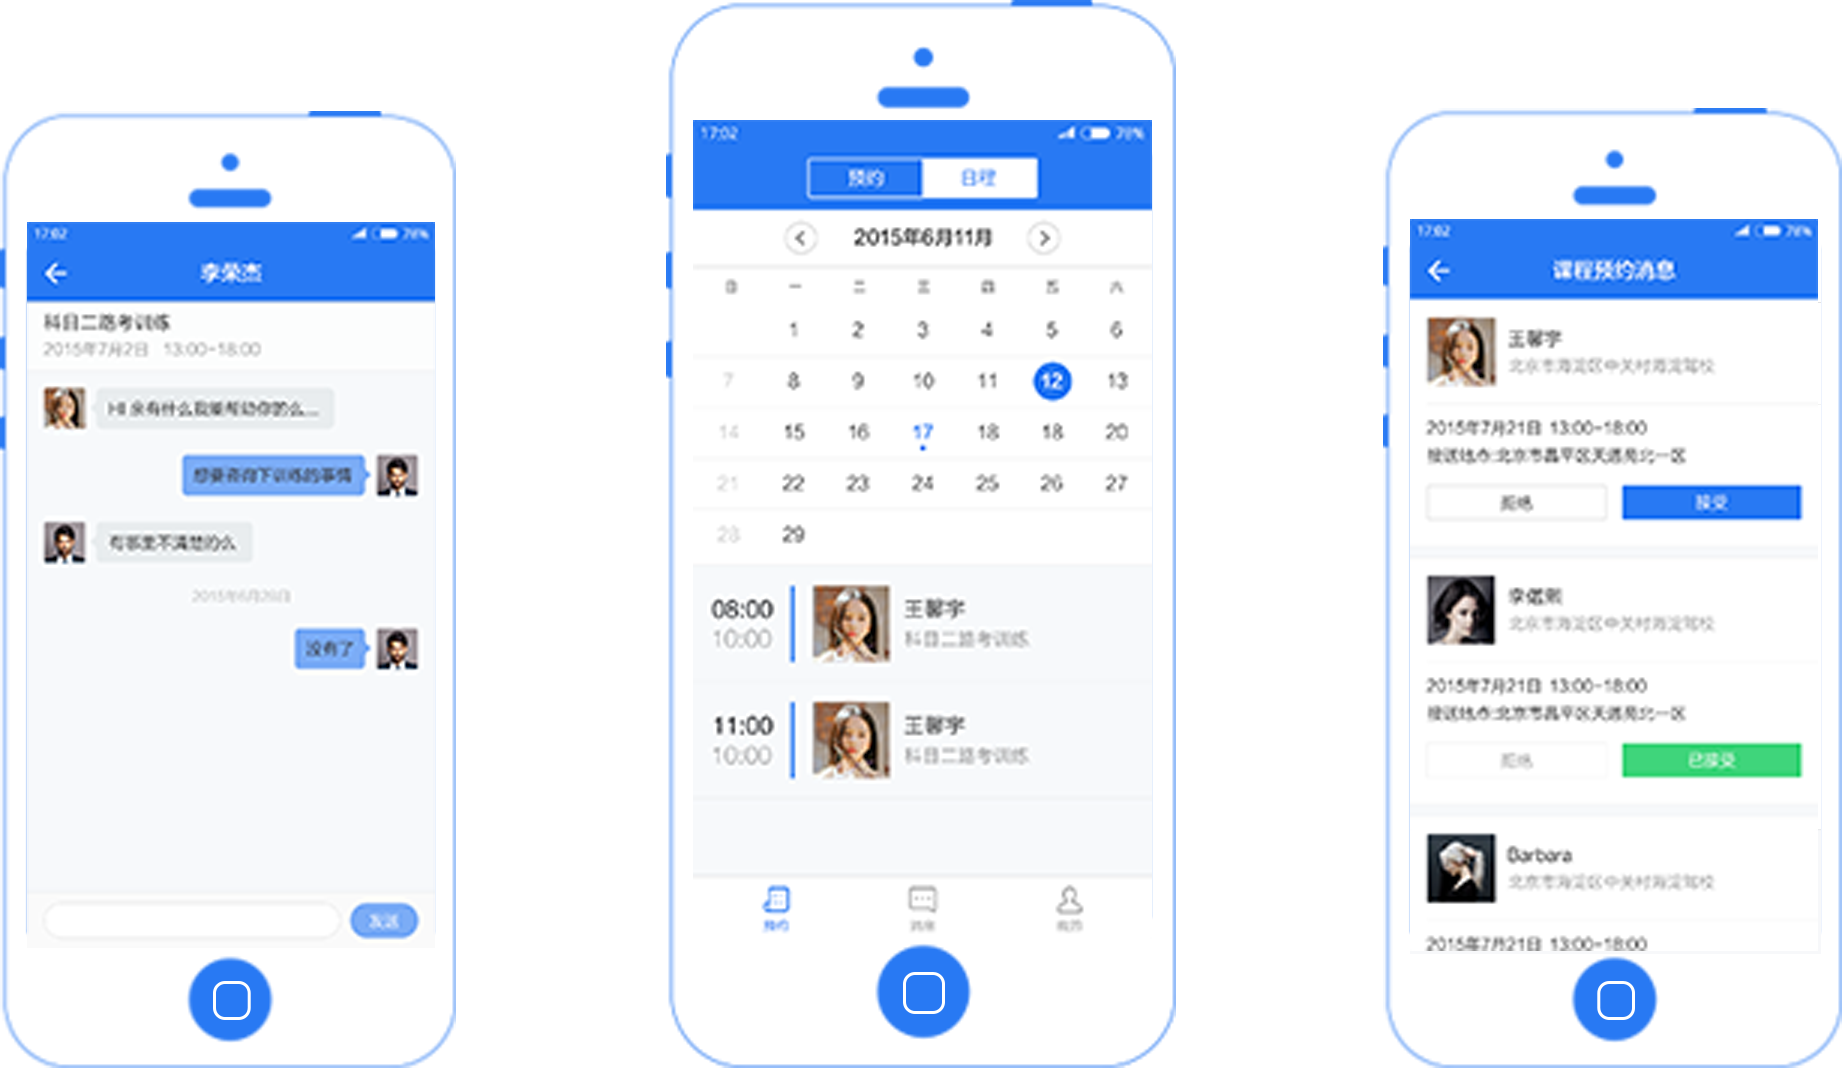 17:02 78%
李荣杰
科目二路考训练
2015年7月2日 13:00-18:00
Hi 亲有什么我能帮助你的么...
想要咨询下训练的事情
有那里不清楚的么
2015年6月28日
没有了
发送
17:02 78%
预约 日程
2015年6月11月
日 一 二 三 四 五 六
1 2 3 4 5 6
7 8 9 10 11 12 13
14 15 16 17 18 18 20
21 22 23 24 25 26 27
28 29
08:00 王馨宇
10:00 科目二路考训练
11:00 王馨宇
10:00 科目二路考训练
预约 消息 我的
17:02 78%
课程预约消息
王馨宇
北京市海淀区中关村海淀驾校
2015年7月21日 13:00-18:00
接送地点:北京市昌平区天通苑北一区
拒绝 接受
李
北京市海淀区中关村海淀驾校
2015年7月21日 13:00-18:00
接送地点:北京市昌平区天通苑北一区
拒绝 已接受
Barbara
北京市海淀区中关村海淀驾校
2015年7月21日 13:00-18:00